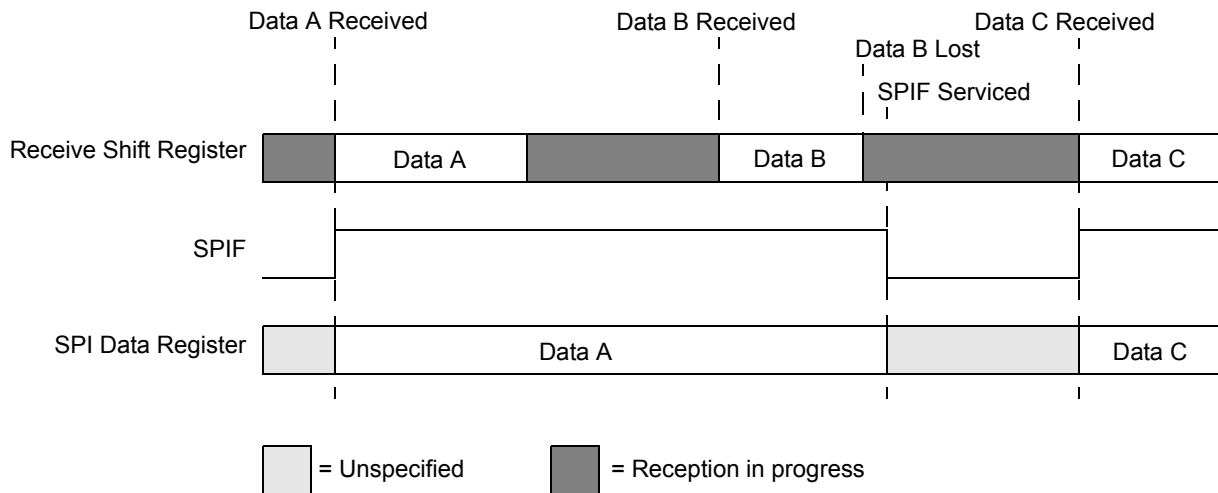 Data A Received
Data B Received
Data C Received
Data B Lost
SPIF Serviced
Receive Shift Register
Data A
Data B
Data C
SPIF
SPI Data Register
Data A
Data C
= Unspecified
= Reception in progress